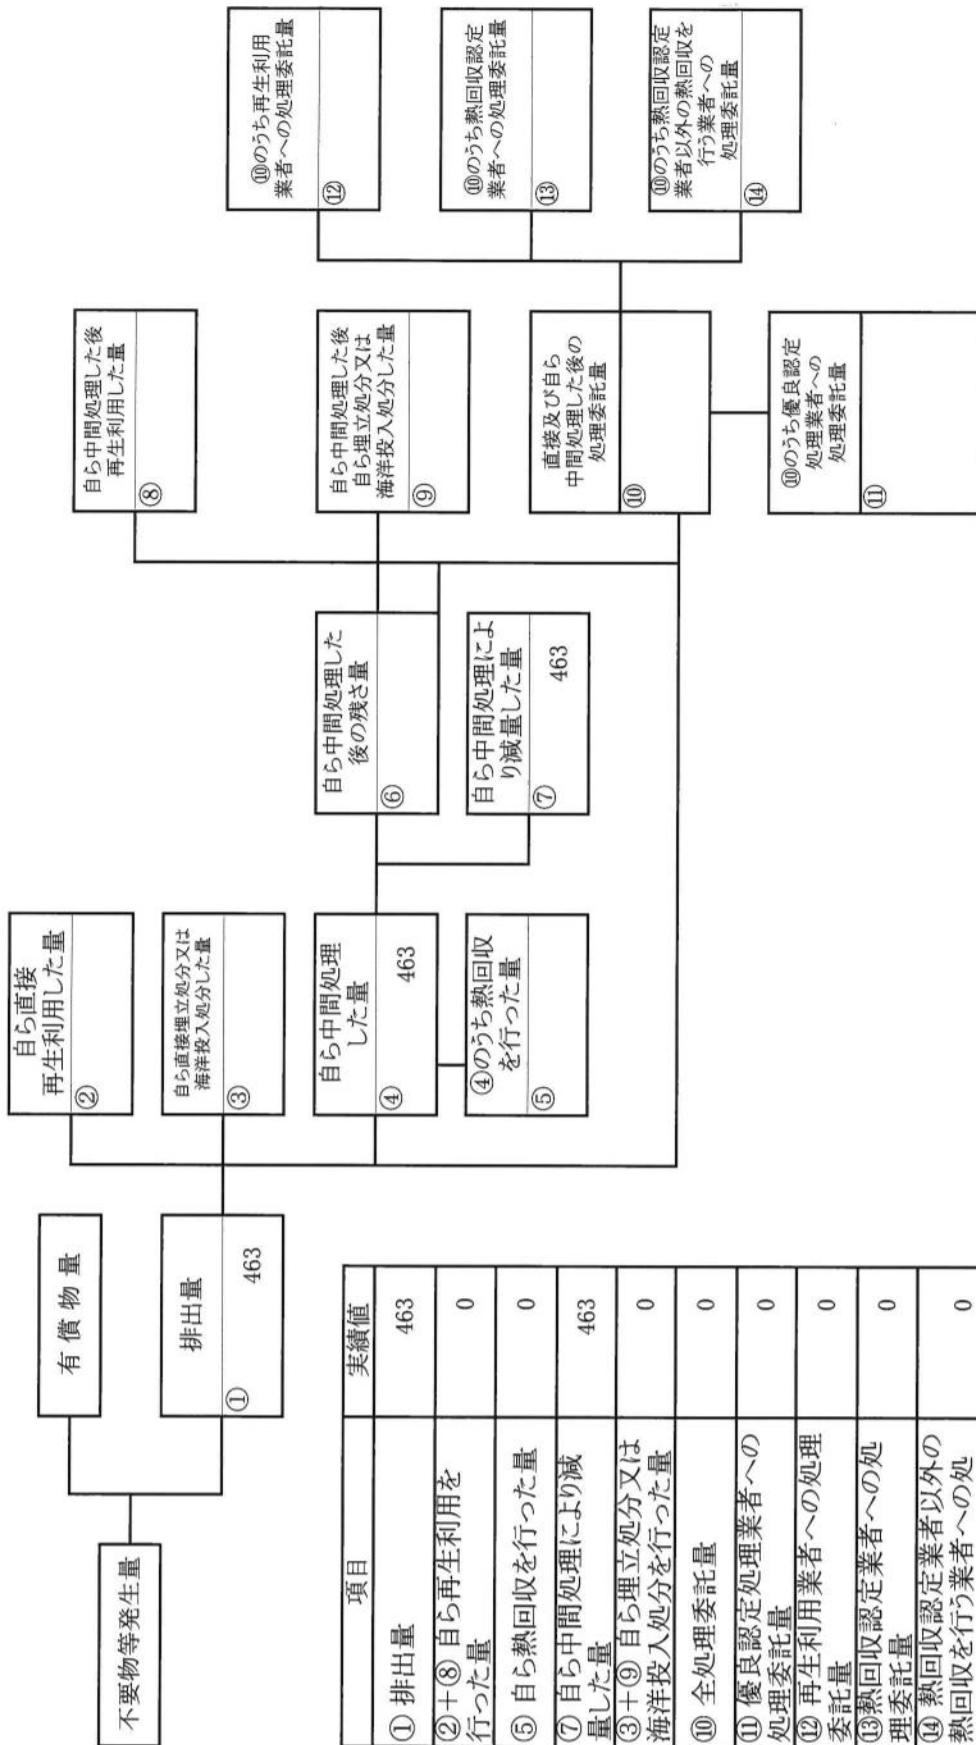 不要物等発生量
有償物量
排出量
①
463
自ら直接
再生利用した量
②
自ら直接埋立処分又は
海洋投入処分した量
③
自ら中間処理
した量
④
463
④のうち熱回収
を行った量
⑤
自ら中間処理した
後の残さ量
⑥
自ら中間処理によ
り減量した量
⑦
463
自ら中間処理した後
再生利用した量
⑧
自ら中間処理した後
自ら埋立処分又は
海洋投入処分した量
⑨
直接及び自ら
中間処理した後の
処理委託量
⑩
⑩のうち優良認定
処理業者への
処理委託量
⑪
⑩のうち再生利用
業者への処理委託量
⑫
⑩のうち熱回収認定
業者への処理委託量
⑬
⑩のうち熱回収認定
業者以外の熱回収を
行う業者への
処理委託量
⑭
項目 実績値
① 排出量 463
②+⑧ 自ら再生利用を
行った量 0
⑤ 自ら熱回収を行った量 0
⑦ 自ら中間処理により減
量した量 463
③+⑨ 自ら埋立処分又は
海洋投入処分を行った量 0
⑩ 全処理委託量 0
⑪ 優良認定処理業者への
処理委託量 0
⑫ 再生利用業者への処理
委託量 0
⑬熱回収認定業者への処
理委託量 0
⑭ 熱回収認定業者以外の
熱回収を行う業者への処 0